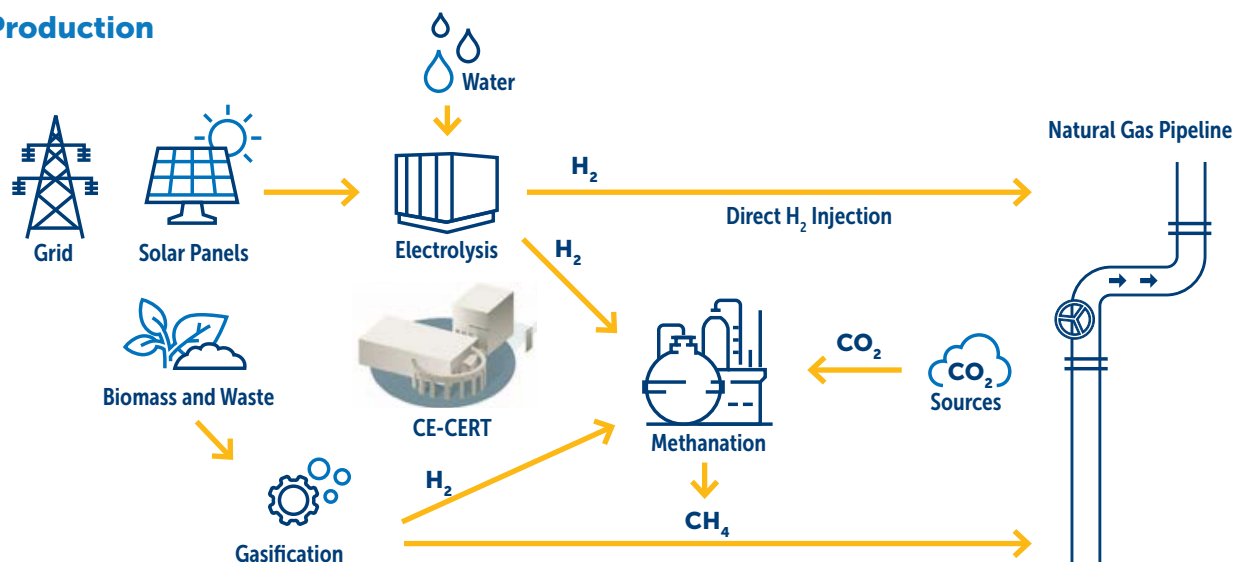 Production
Water
Natural Gas Pipeline
H₂
Direct H₂ Injection
Grid
Solar Panels
Electrolysis
H₂
CO₂
CO₂
Sources
Biomass and Waste
CE-CERT
Methanation
H₂
CH₄
Gasification